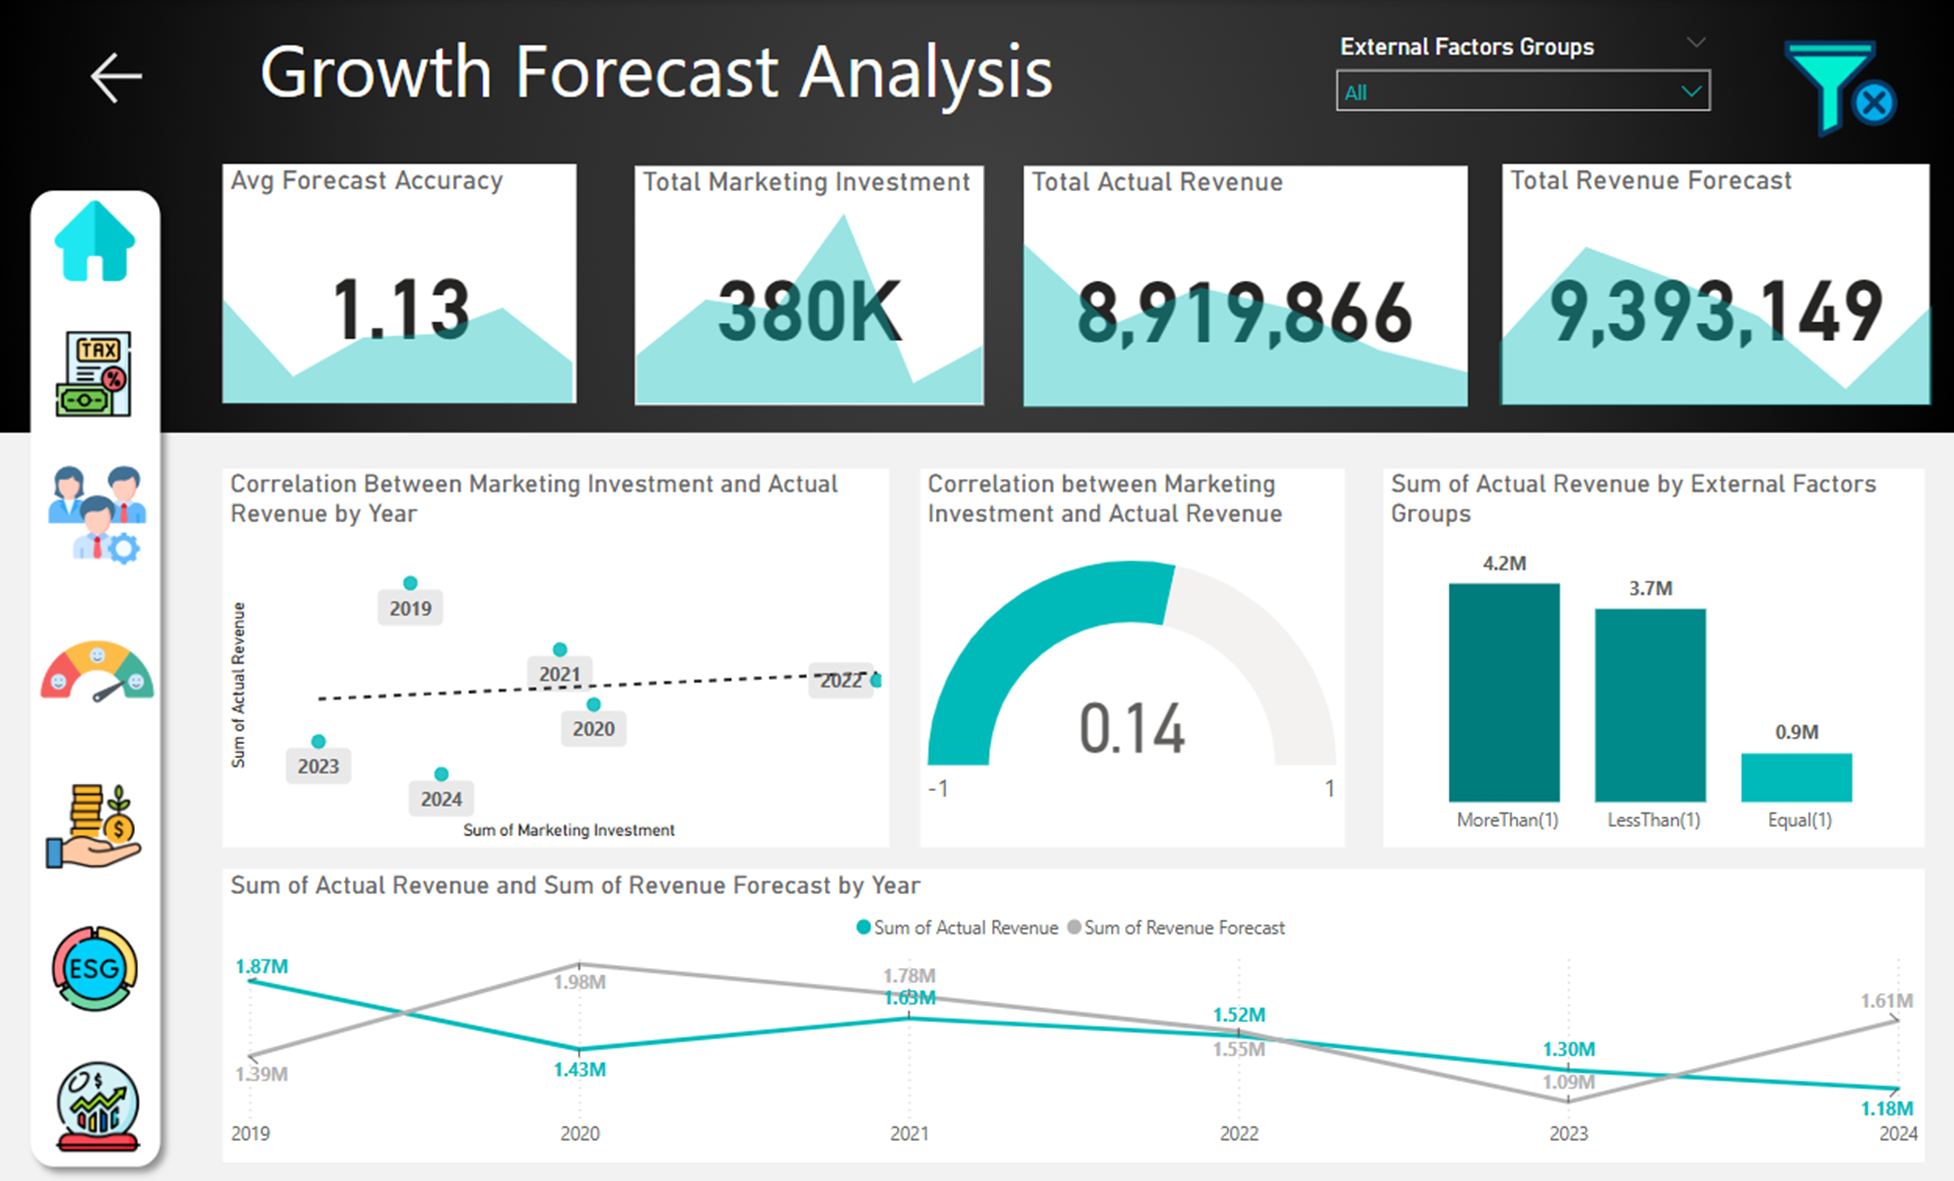 Growth Forecast Analysis
External Factors Groups
All
Avg Forecast Accuracy
1.13
Total Marketing Investment
380K
Total Actual Revenue
8,919,866
Total Revenue Forecast
9,393,149
TAX
%
ESG
$
Correlation Between Marketing Investment and Actual
Revenue by Year
Sum of Actual Revenue
2019
2021
2022
2020
2023
2024
Sum of Marketing Investment
Correlation between Marketing
Investment and Actual Revenue
0.14
-1
1
Sum of Actual Revenue by External Factors
Groups
4.2M
3.7M
0.9M
MoreThan(1)
LessThan(1)
Equal(1)
Sum of Actual Revenue and Sum of Revenue Forecast by Year
Sum of Actual Revenue
Sum of Revenue Forecast
1.87M
1.98M
1.78M
1.63M
1.52M
1.61M
1.39M
1.43M
1.55M
1.30M
1.09M
1.18M
2019
2020
2021
2022
2023
2024